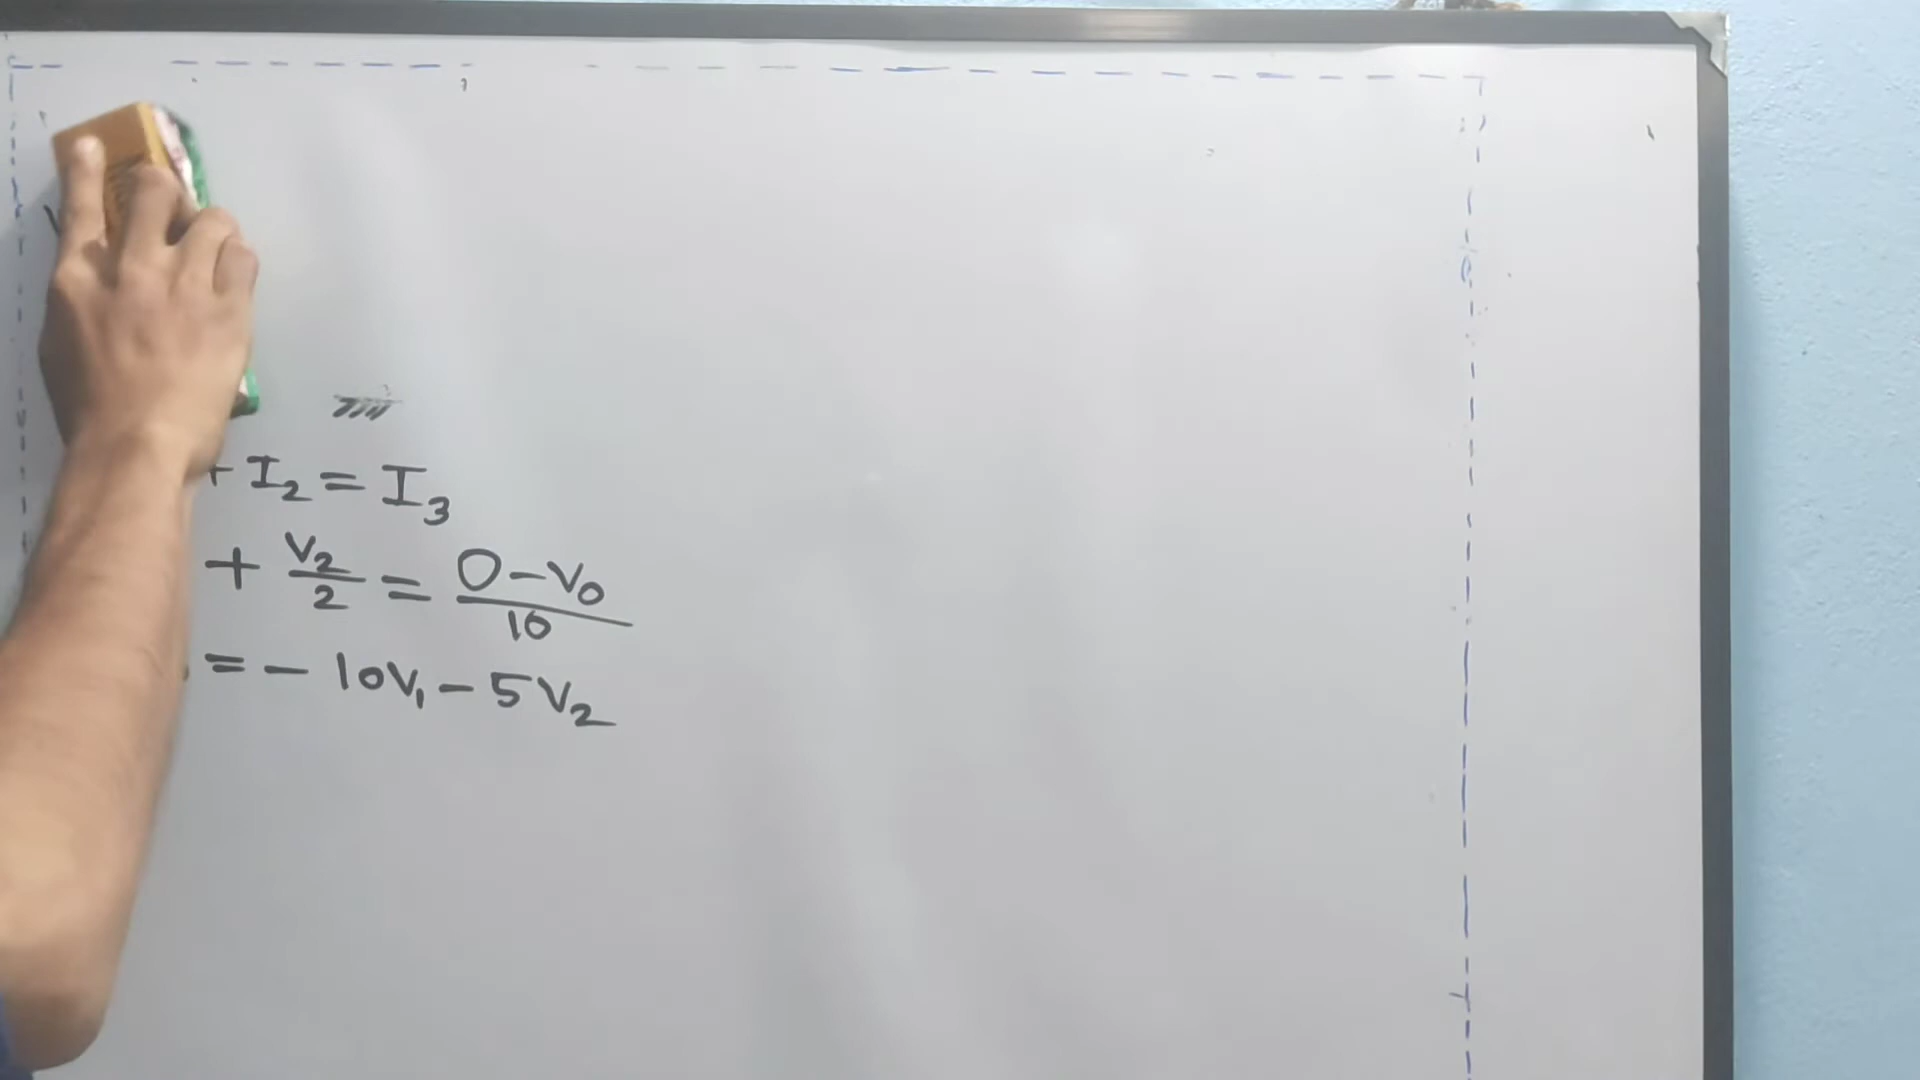 + I₂ = I₃
+ V₂/2 = (0 - V₀)/10
= - 10V₁ - 5V₂